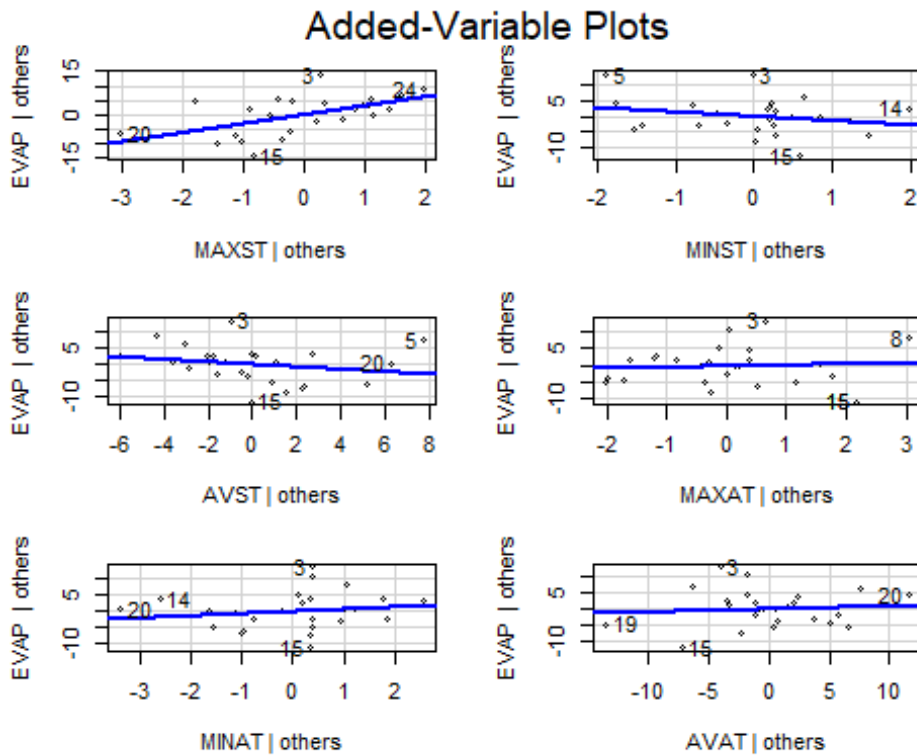 Added-Variable Plots
EVAP | others
15
0
-15
3
24
20
15
-3 -2 -1 0 1 2
MAXST | others
EVAP | others
5
-10
5
3
14
15
-2 -1 0 1 2
MINST | others
EVAP | others
5
-10
3
5
20
15
-6 -4 -2 0 2 4 6 8
AVST | others
EVAP | others
5
-10
3
8
15
-2 -1 0 1 2 3
MAXAT | others
EVAP | others
5
-10
3
14
20
15
-3 -2 -1 0 1 2
MINAT | others
EVAP | others
5
-10
3
20
19
15
-10 -5 0 5 10
AVAT | others